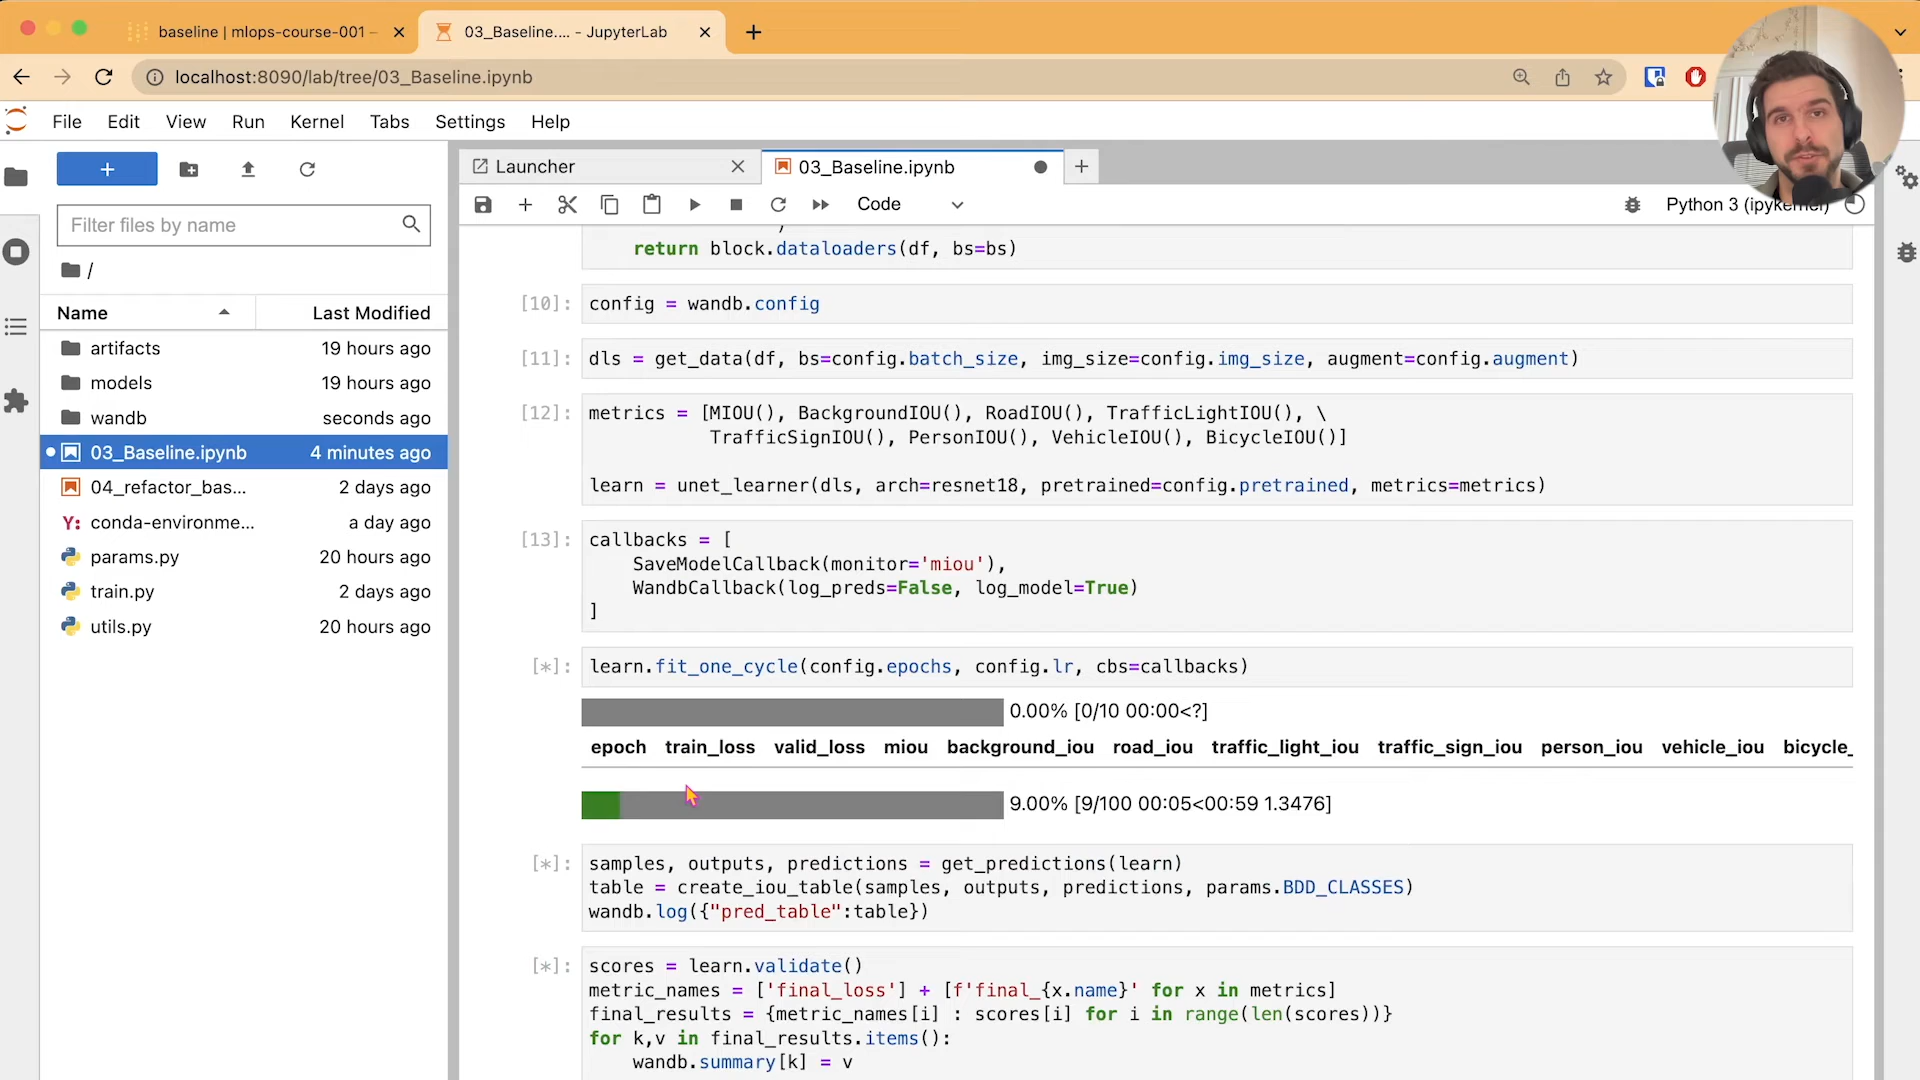 baseline | mlops-course-001 –
03_Baseline.... - JupyterLab
localhost:8090/lab/tree/03_Baseline.ipynb
File Edit View Run Kernel Tabs Settings Help
Launcher
03_Baseline.ipynb
Code
Python 3 (ipykernel)
Filter files by name
/
Name Last Modified
artifacts 19 hours ago
models 19 hours ago
wandb seconds ago
03_Baseline.ipynb 4 minutes ago
04_refactor_bas... 2 days ago
Y: conda-environme... a day ago
params.py 20 hours ago
train.py 2 days ago
utils.py 20 hours ago
)
return block.dataloaders(df, bs=bs)
[10]: config = wandb.config
[11]: dls = get_data(df, bs=config.batch_size, img_size=config.img_size, augment=config.augment)
[12]: metrics = [MIOU(), BackgroundIOU(), RoadIOU(), TrafficLightIOU(), \
TrafficSignIOU(), PersonIOU(), VehicleIOU(), BicycleIOU()]
learn = unet_learner(dls, arch=resnet18, pretrained=config.pretrained, metrics=metrics)
[13]: callbacks = [
SaveModelCallback(monitor='miou'),
WandbCallback(log_preds=False, log_model=True)
]
[*]: learn.fit_one_cycle(config.epochs, config.lr, cbs=callbacks)
0.00% [0/10 00:00<?]
epoch train_loss valid_loss miou background_iou road_iou traffic_light_iou traffic_sign_iou person_iou vehicle_iou bicycle_
9.00% [9/100 00:05<00:59 1.3476]
[*]: samples, outputs, predictions = get_predictions(learn)
table = create_iou_table(samples, outputs, predictions, params.BDD_CLASSES)
wandb.log({"pred_table":table})
[*]: scores = learn.validate()
metric_names = ['final_loss'] + [f'final_{x.name}' for x in metrics]
final_results = {metric_names[i] : scores[i] for i in range(len(scores))}
for k,v in final_results.items():
wandb.summary[k] = v